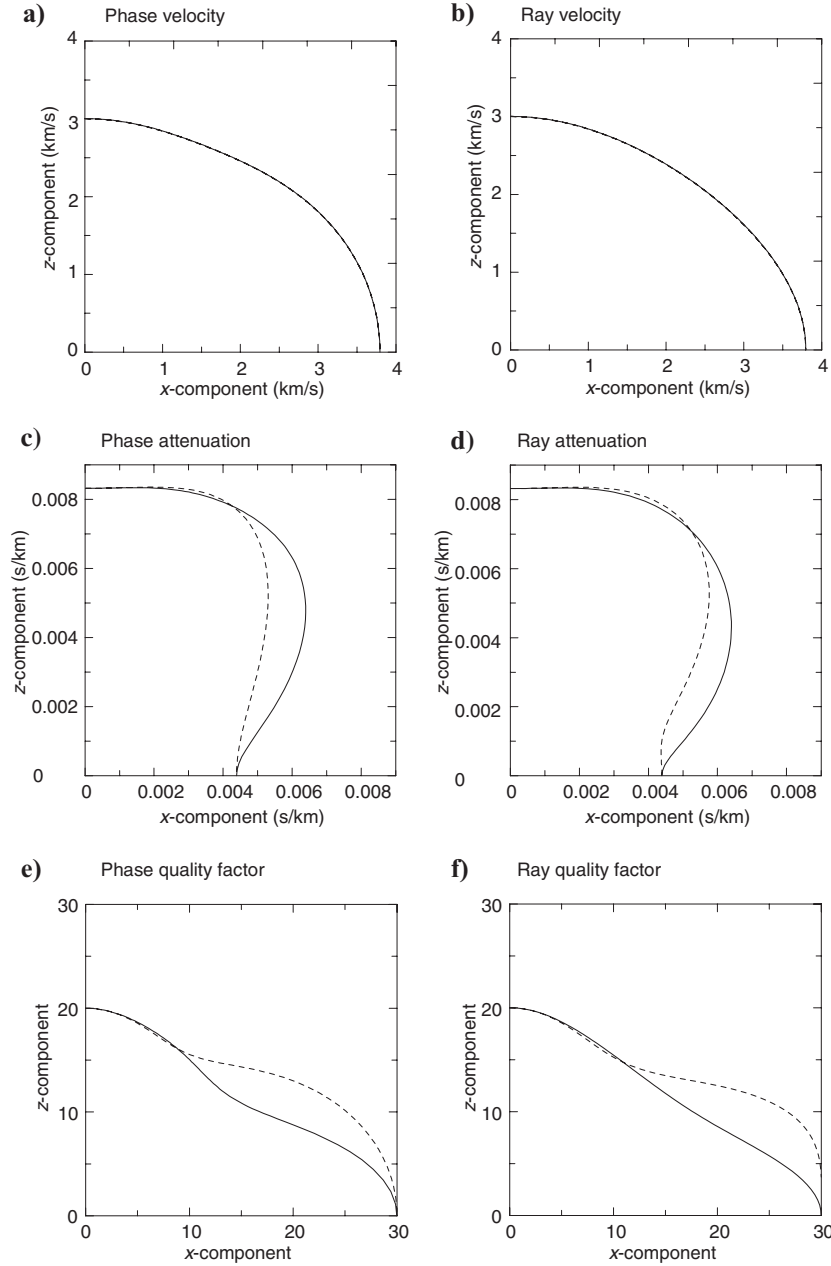 a) Phase velocity
4
3
2
1
0
z-component (km/s)
0 1 2 3 4
x-component (km/s)
b) Ray velocity
4
3
2
1
0
z-component (km/s)
0 1 2 3 4
x-component (km/s)
c) Phase attenuation
0.008
0.006
0.004
0.002
0
z-component (s/km)
0 0.002 0.004 0.006 0.008
x-component (s/km)
d) Ray attenuation
0.008
0.006
0.004
0.002
0
z-component (s/km)
0 0.002 0.004 0.006 0.008
x-component (s/km)
e) Phase quality factor
30
20
10
0
z-component
0 10 20 30
x-component
f) Ray quality factor
30
20
10
0
z-component
0 10 20 30
x-component